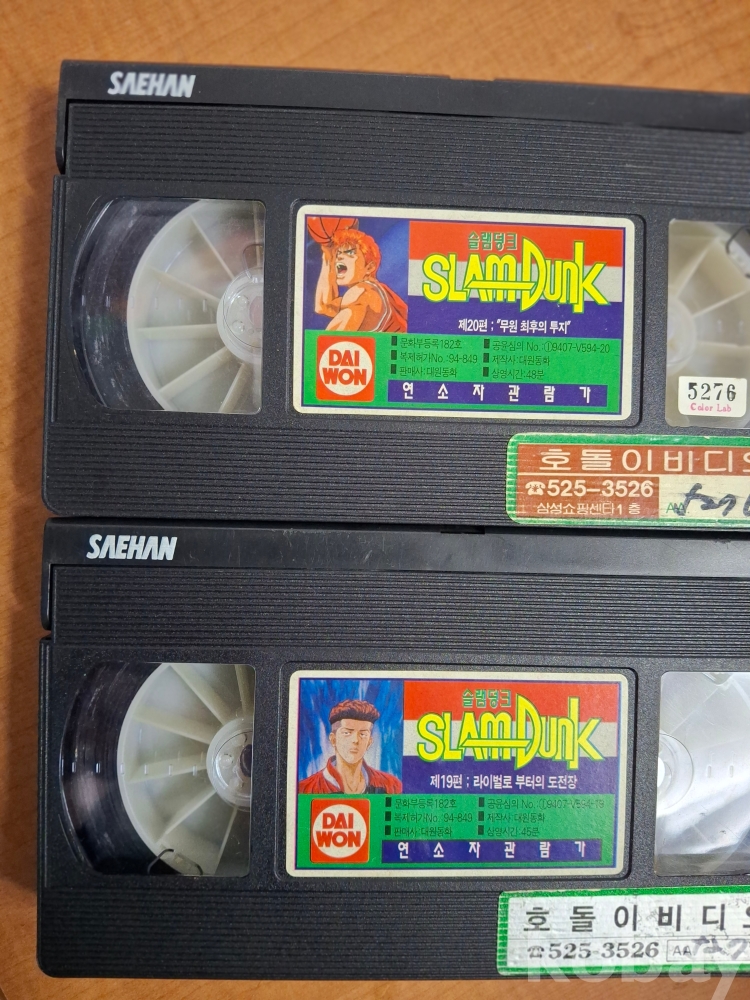 SAEHAN
슬램덩크
SLAM DUNK
제20편 : "무원 최후의 투지"
DAI
WON
문화부등록182호
공윤심의 No.:①9407-V594-20
복제허가No.:94-849
제작사:대원동화
판매사:대원동화
상영시간:48분
연소자관람가
5276
Color Lab
호돌이비디오
☎525-3526
삼성쇼핑센타1층
AA
SAEHAN
슬램덩크
SLAM DUNK
제19편 : 라이벌로 부터의 도전장
DAI
WON
문화부등록182호
공윤심의 No.:①9407-V594-19
복제허가No.:94-849
제작사:대원동화
판매사:대원동화
상영시간:45분
연소자관람가
호돌이비디오
☎525-3526
AA